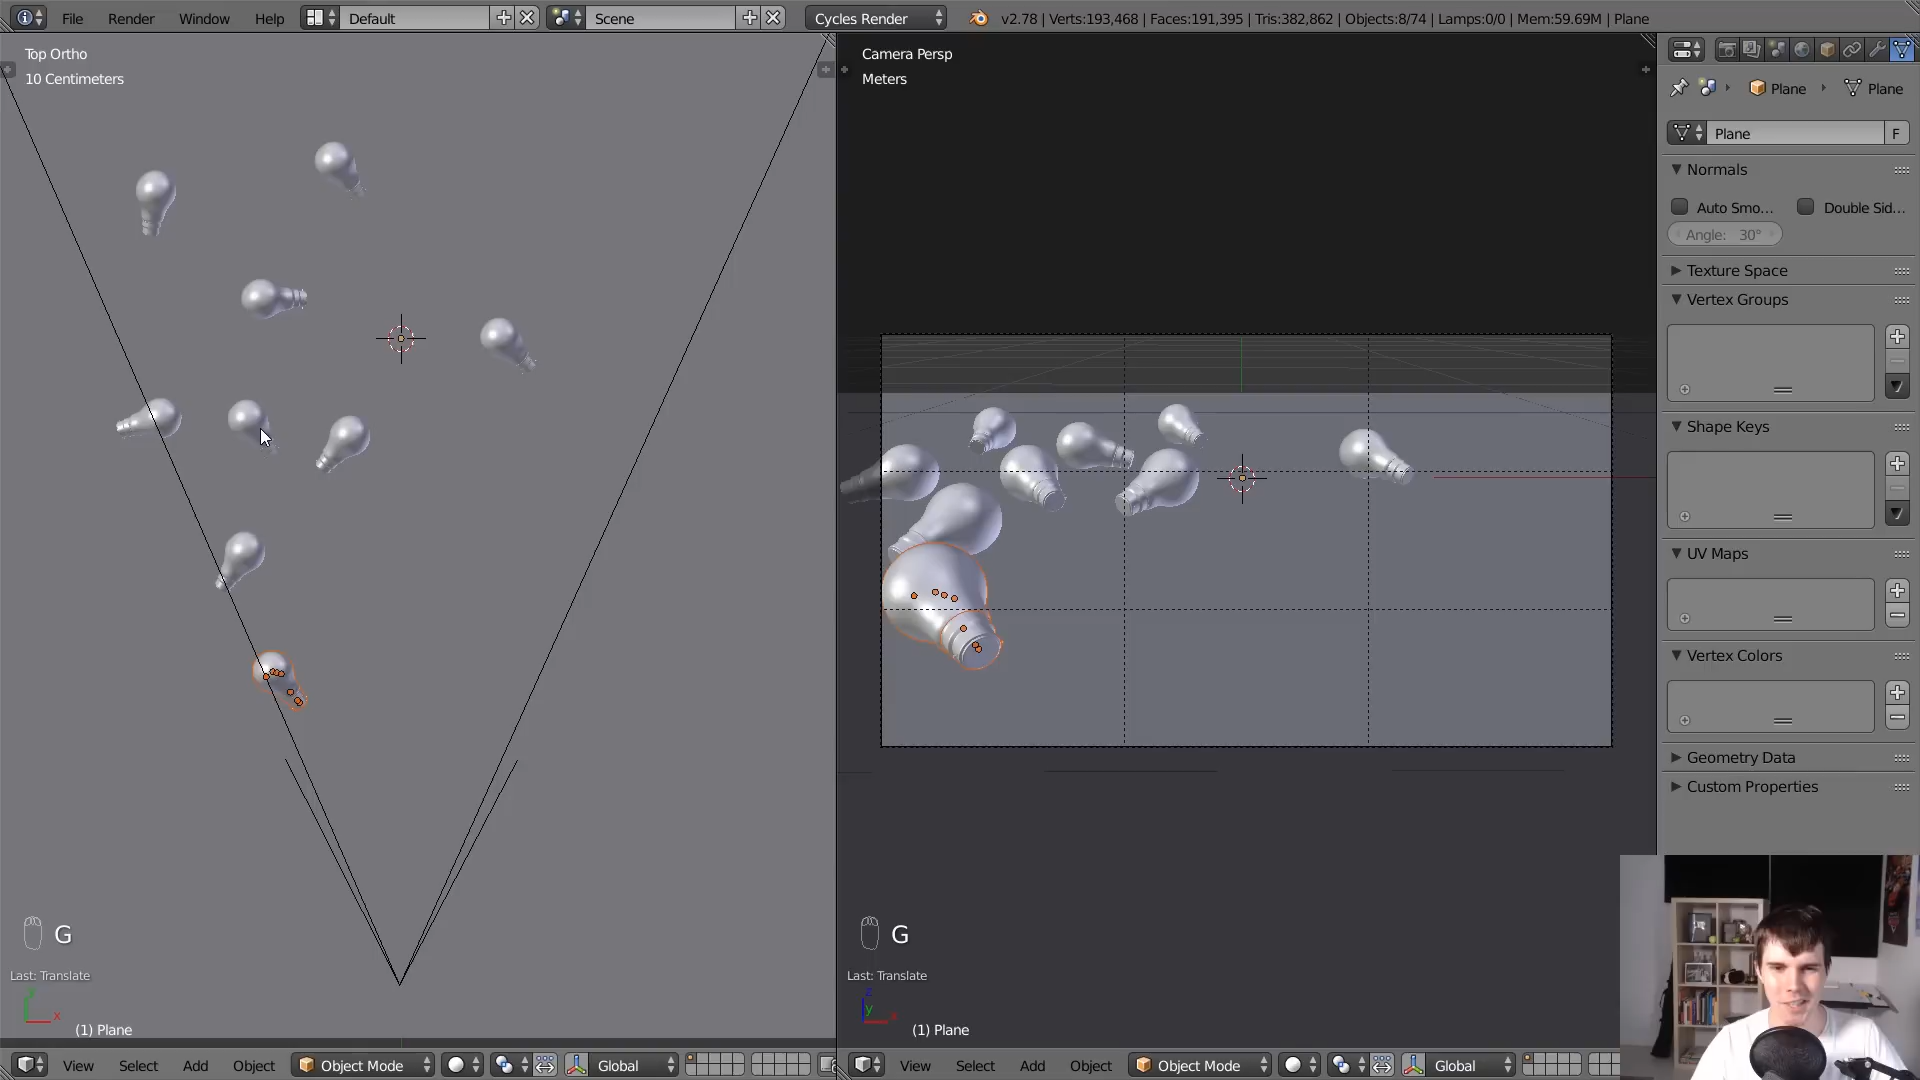 File Render Window Help Default Scene Cycles Render v2.78 | Verts:193,468 | Faces:191,395 | Tris:382,862 | Objects:8/74 | Lamps:0/0 | Mem:59.69M | Plane
Top Ortho
10 Centimeters
Camera Persp
Meters
Plane Plane
Plane F
Normals
Auto Smo... Double Sid...
Angle: 30°
Texture Space
Vertex Groups
Shape Keys
UV Maps
Vertex Colors
Geometry Data
Custom Properties
G
G
Last: Translate
Last: Translate
y
x
z
y
x
(1) Plane
(1) Plane
View Select Add Object Object Mode Global
View Select Add Object Object Mode Global